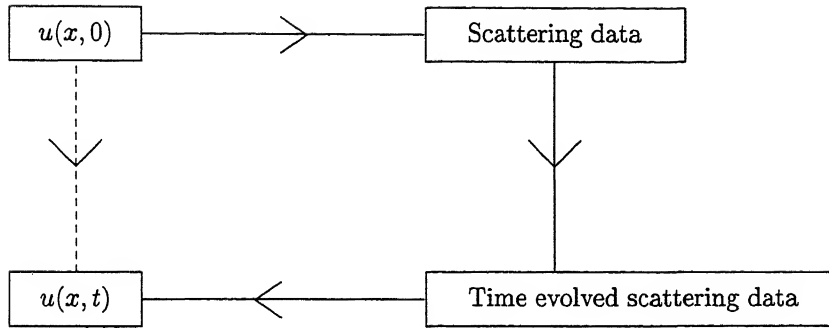 u(x, 0)
Scattering data
u(x, t)
Time evolved scattering data